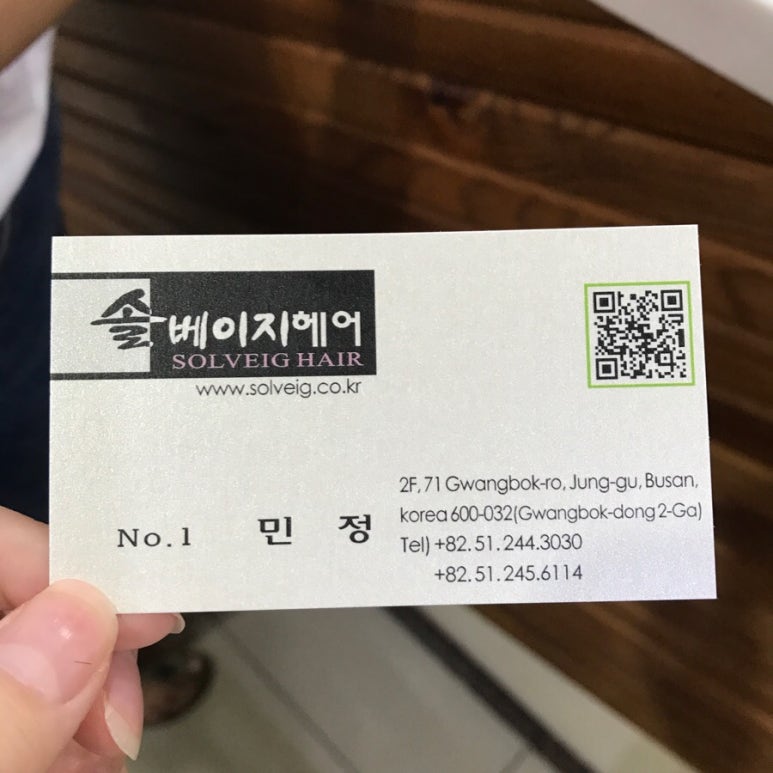 솔베이지헤어
SOLVEIG HAIR
www.solveig.co.kr
No.1 민 정
2F, 71 Gwangbok-ro, Jung-gu, Busan,
korea 600-032(Gwangbok-dong 2-Ga)
Tel) +82. 51. 244.3030
+82. 51. 245.6114